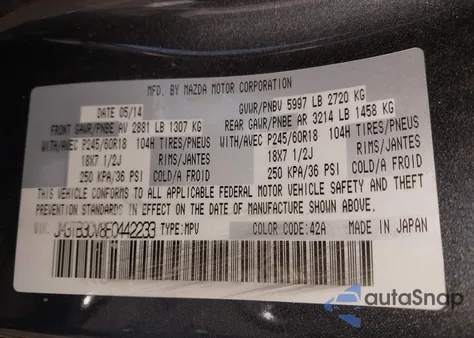 MFD. BY MAZDA MOTOR CORPORATION
DATE 05/14
GVWR/PNBV 5997 LB 2720 KG
FRONT GAWR/PNBE AV 2881 LB 1307 KG
REAR GAWR/PNBE AR 3214 LB 1458 KG
WITH/AVEC P245/60R18 104H TIRES/PNEUS
WITH/AVEC P245/60R18 104H TIRES/PNEUS
18X7 1/2J RIMS/JANTES
18X7 1/2J RIMS/JANTES
250 KPA/36 PSI COLD/A FROID
250 KPA/36 PSI COLD/A FROID
THIS VEHICLE CONFORMS TO ALL APPLICABLE FEDERAL MOTOR VEHICLE SAFETY AND THEFT
PREVENTION STANDARDS IN EFFECT ON THE DATE OF MANUFACTURE SHOWN ABOVE.
TYPE:MPV COLOR CODE: 42A MADE IN JAPAN
autaSnap